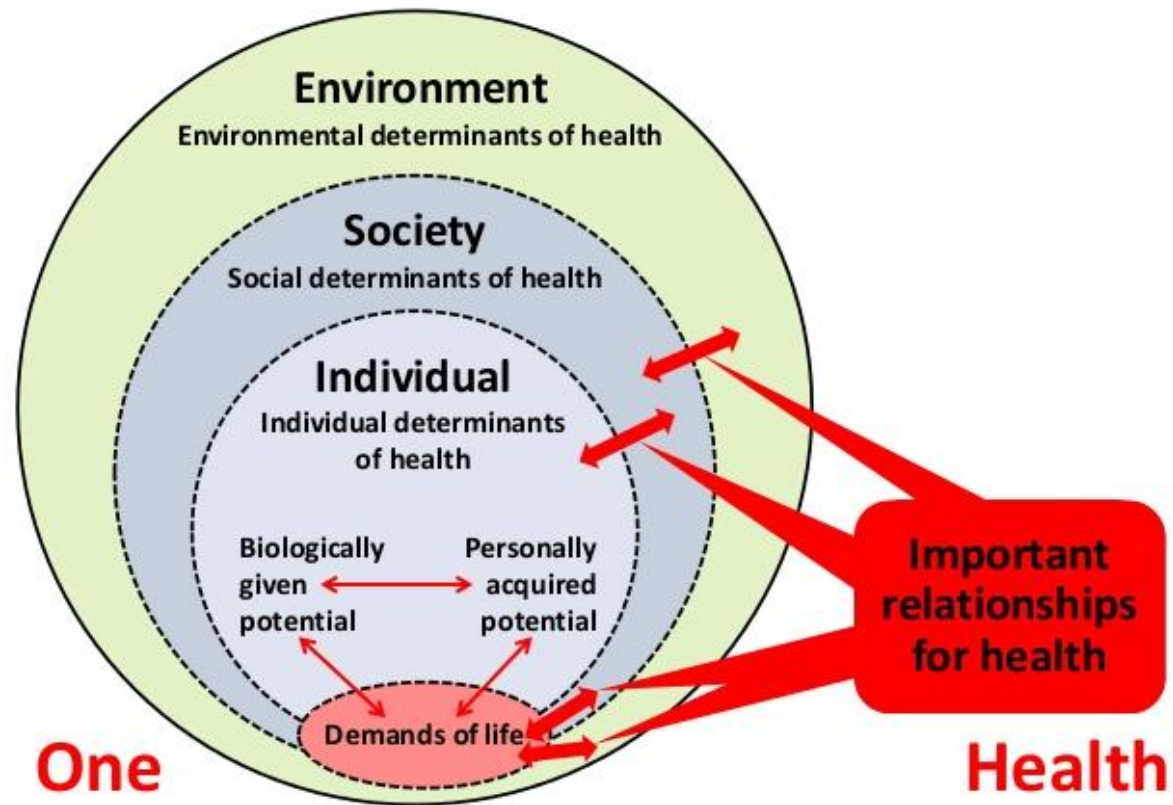 Environment
Environmental determinants of health
Society
Social determinants of health
Individual
Individual determinants
of health
Biologically
given
potential
Personally
acquired
potential
Demands of life
Important
relationships
for health
One
Health